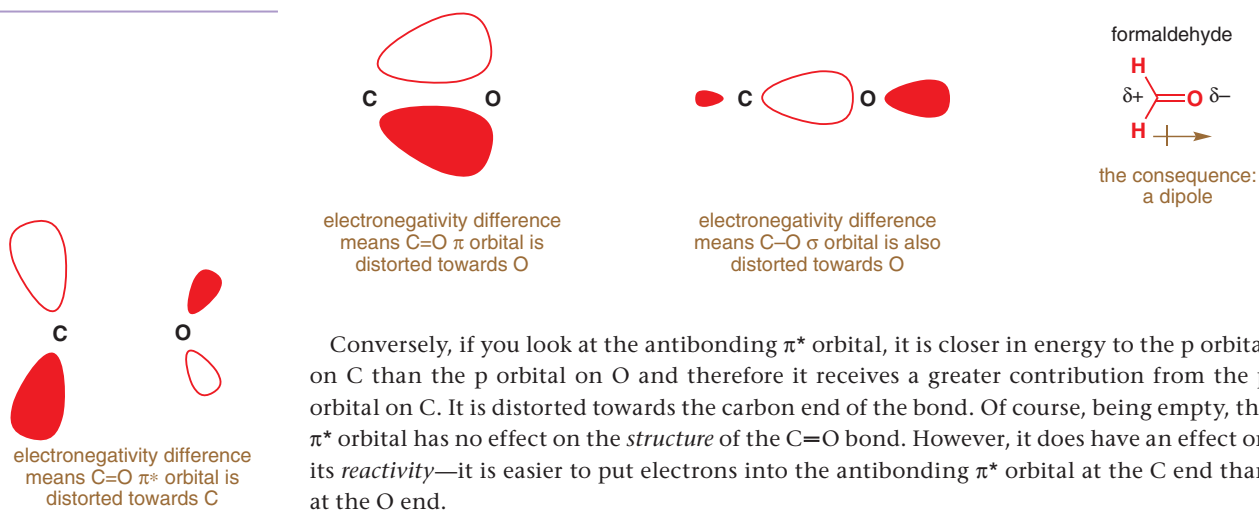 formaldehyde
C O
C O
H
δ+ O δ–
H
the consequence:
a dipole
electronegativity difference
means C=O π orbital is
distorted towards O
electronegativity difference
means C–O σ orbital is also
distorted towards O
C O
electronegativity difference
means C=O π* orbital is
distorted towards C
Conversely, if you look at the antibonding π* orbital, it is closer in energy to the p orbita
on C than the p orbital on O and therefore it receives a greater contribution from the
orbital on C. It is distorted towards the carbon end of the bond. Of course, being empty, th
π* orbital has no effect on the structure of the C=O bond. However, it does have an effect o
its reactivity—it is easier to put electrons into the antibonding π* orbital at the C end than
at the O end.